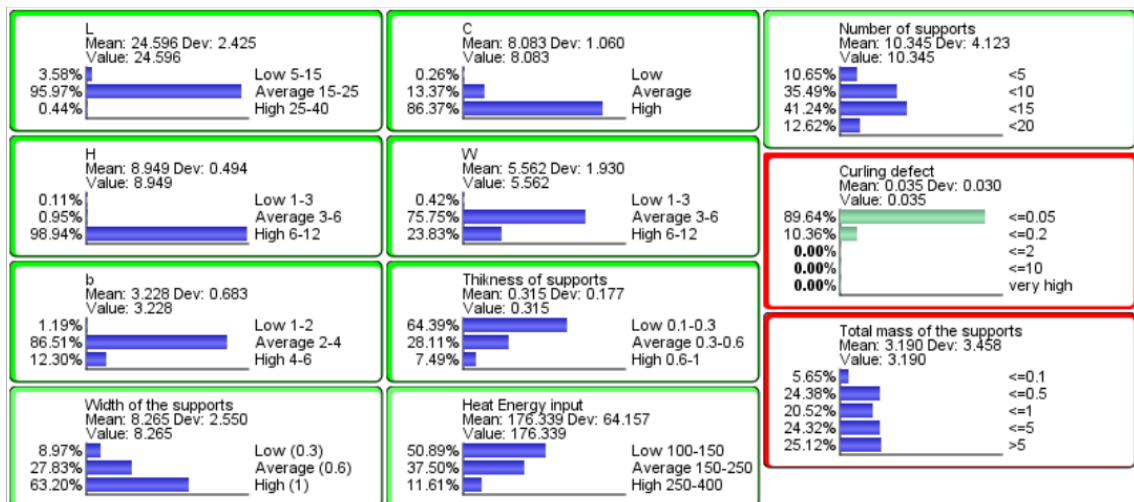 L
Mean: 24.596 Dev: 2.425
Value: 24.596
3.58% Low 5-15
95.97% Average 15-25
0.44% High 25-40
H
Mean: 8.949 Dev: 0.494
Value: 8.949
0.11% Low 1-3
0.95% Average 3-6
98.94% High 6-12
b
Mean: 3.228 Dev: 0.683
Value: 3.228
1.19% Low 1-2
86.51% Average 2-4
12.30% High 4-6
Width of the supports
Mean: 8.265 Dev: 2.550
Value: 8.265
8.97% Low (0.3)
27.83% Average (0.6)
63.20% High (1)
C
Mean: 8.083 Dev: 1.060
Value: 8.083
0.26% Low
13.37% Average
86.37% High
W
Mean: 5.562 Dev: 1.930
Value: 5.562
0.42% Low 1-3
75.75% Average 3-6
23.83% High 6-12
Thikness of supports
Mean: 0.315 Dev: 0.177
Value: 0.315
64.39% Low 0.1-0.3
28.11% Average 0.3-0.6
7.49% High 0.6-1
Heat Energy input
Mean: 176.339 Dev: 64.157
Value: 176.339
50.89% Low 100-150
37.50% Average 150-250
11.61% High 250-400
Number of supports
Mean: 10.345 Dev: 4.123
Value: 10.345
10.65% <5
35.49% <10
41.24% <15
12.62% <20
Curling defect
Mean: 0.035 Dev: 0.030
Value: 0.035
89.64% <=0.05
10.36% <=0.2
0.00% <=2
0.00% <=10
0.00% very high
Total mass of the supports
Mean: 3.190 Dev: 3.458
Value: 3.190
5.65% <=0.1
24.38% <=0.5
20.52% <=1
24.32% <=5
25.12% >5